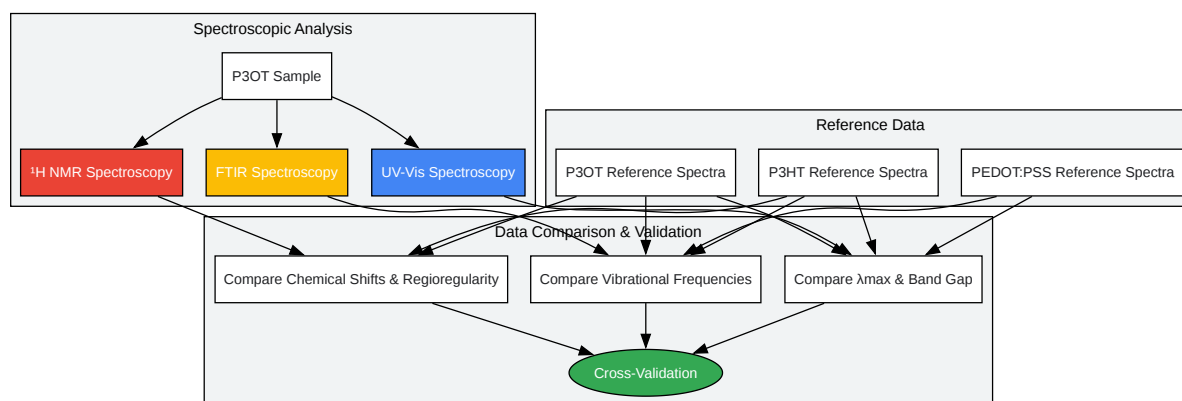 Spectroscopic Analysis
P3OT Sample
¹H NMR Spectroscopy
FTIR Spectroscopy
UV-Vis Spectroscopy
Reference Data
P3OT Reference Spectra
P3HT Reference Spectra
PEDOT:PSS Reference Spectra
Data Comparison & Validation
Compare Chemical Shifts & Regioregularity
Compare Vibrational Frequencies
Compare λmax & Band Gap
Cross-Validation